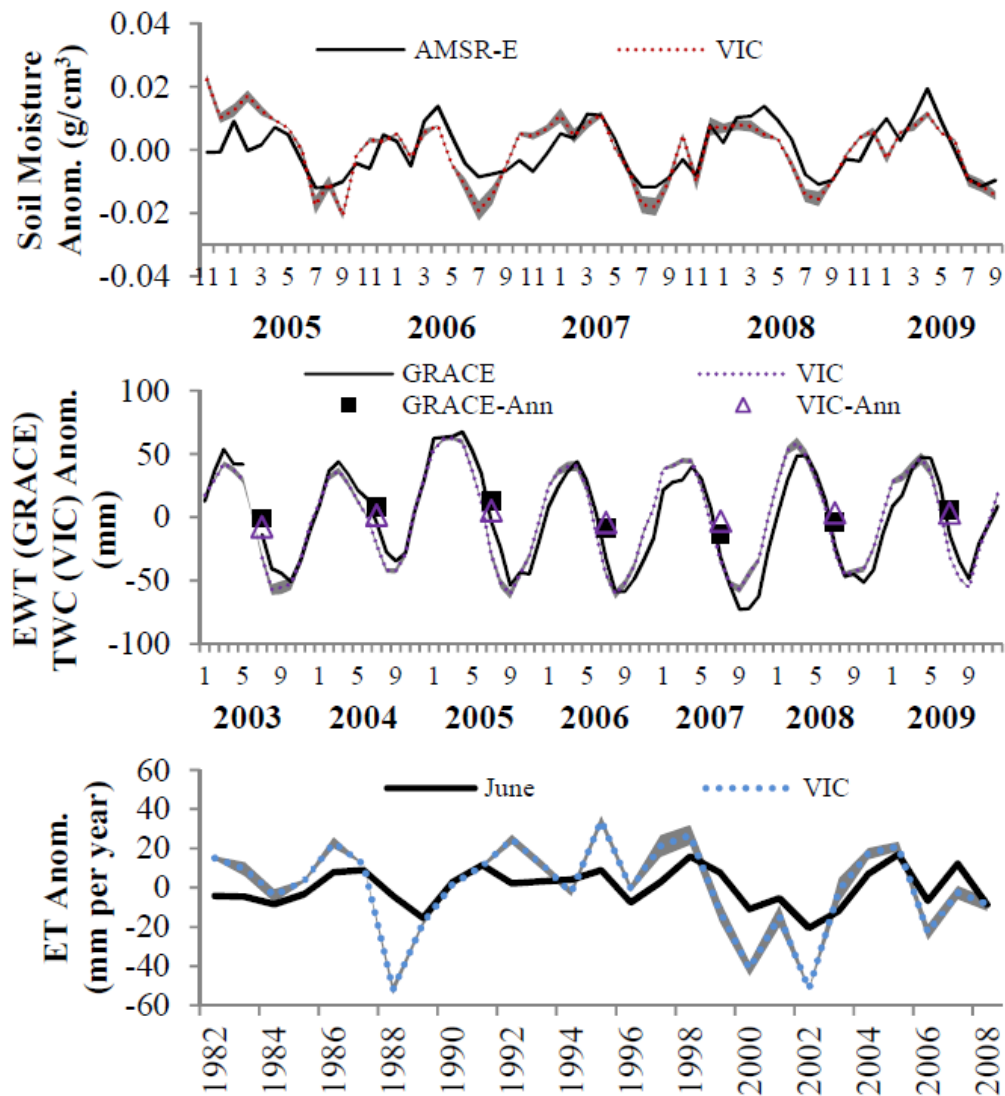 0.04
AMSR-E VIC
0.02
0.00
-0.02
-0.04
Soil Moisture
Anom. (g/cm³)
11 1 3 5 7 9 11 1 3 5 7 9 11 1 3 5 7 9 11 1 3 5 7 9 11 1 3 5 7 9
2005 2006 2007 2008 2009
GRACE VIC
GRACE-Ann VIC-Ann
100
50
0
-50
-100
EWT (GRACE)
TWC (VIC) Anom.
(mm)
1 5 9 1 5 9 1 5 9 1 5 9 1 5 9 1 5 9 1 5 9
2003 2004 2005 2006 2007 2008 2009
60
June VIC
40
20
0
-20
-40
-60
ET Anom.
(mm per year)
1982 1984 1986 1988 1990 1992 1994 1996 1998 2000 2002 2004 2006 2008